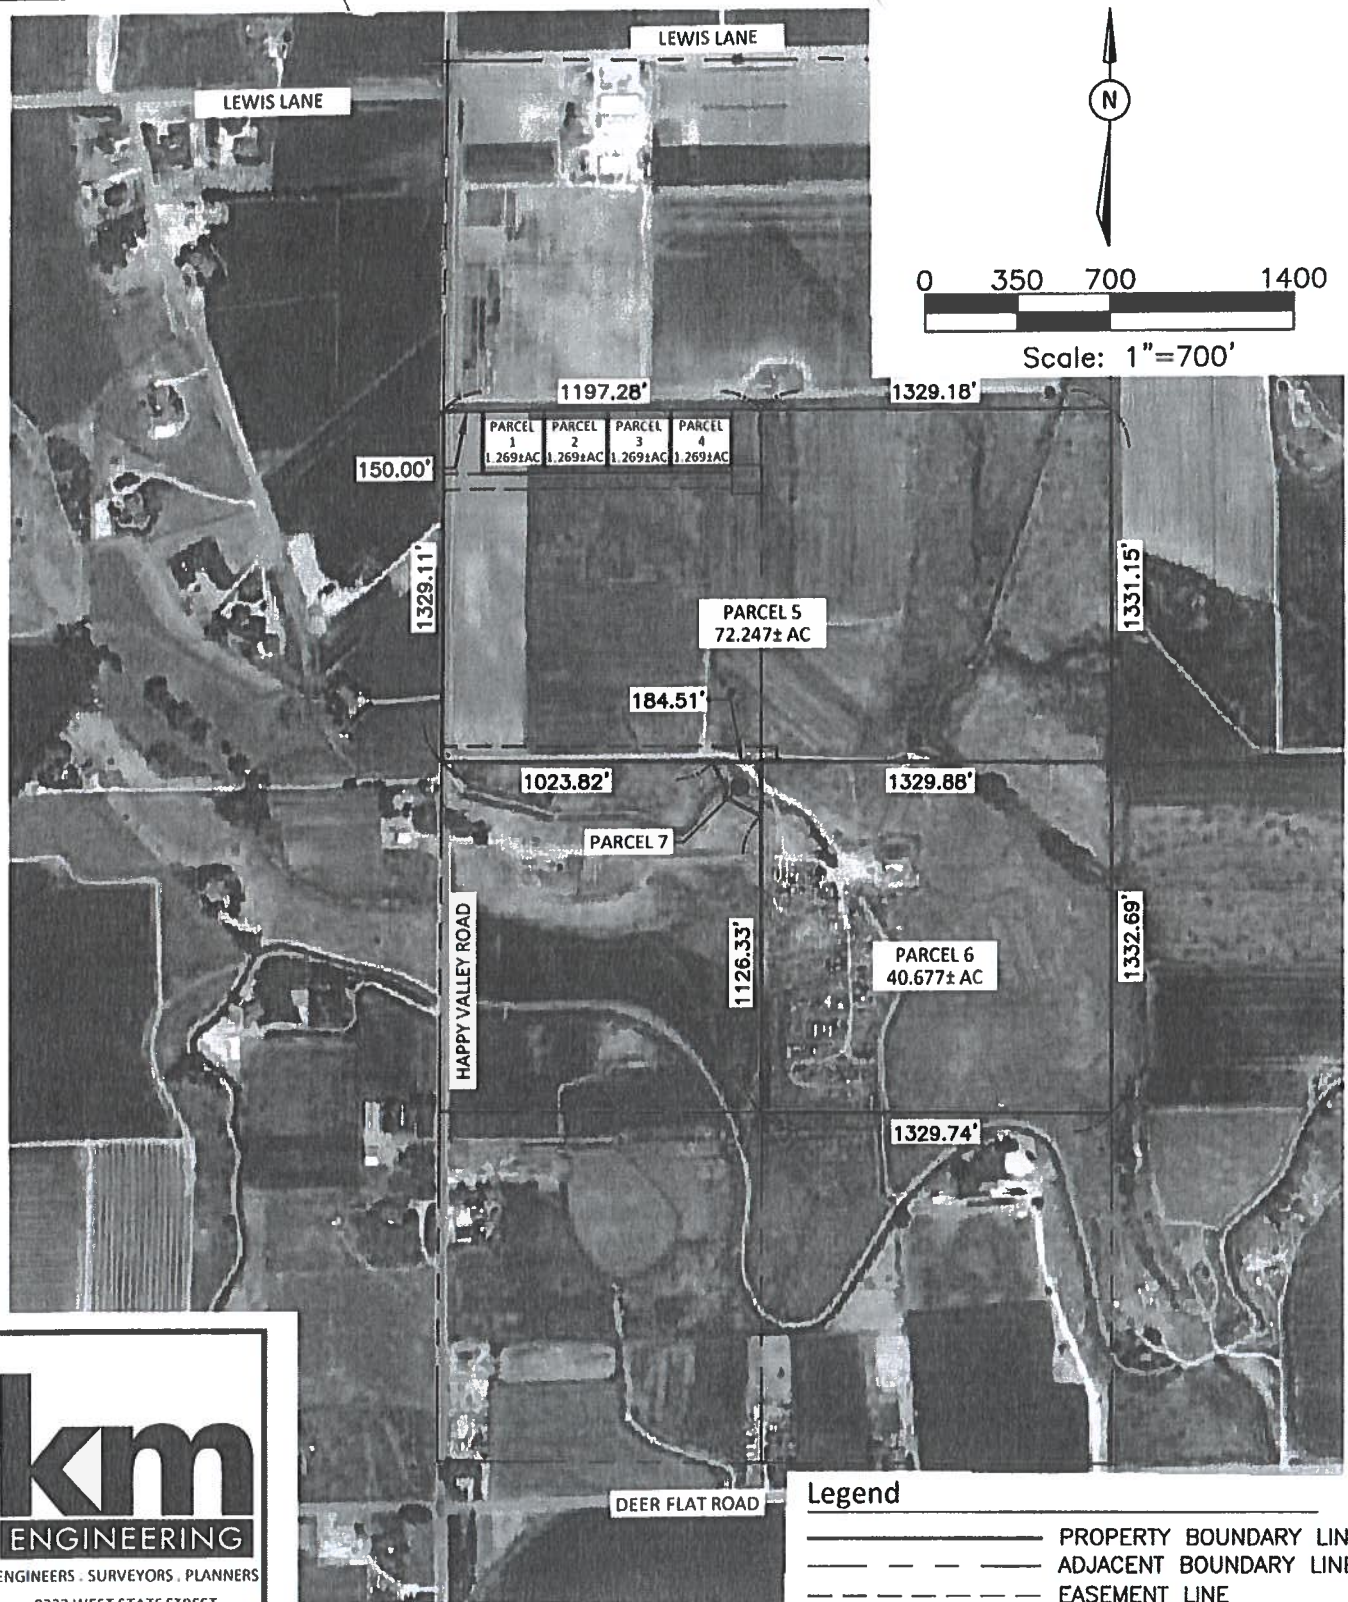 LEWIS LANE
LEWIS LANE
N
0 350 700 1400
Scale: 1"=700'
1197.28'
1329.18'
PARCEL
1
1.269±AC
PARCEL
2
1.269±AC
PARCEL
3
1.269±AC
PARCEL
4
1.269±AC
150.00'
1329.11'
1331.15'
PARCEL 5
72.247± AC
184.51'
1023.82'
1329.88'
PARCEL 7
HAPPY VALLEY ROAD
1126.33'
PARCEL 6
40.677± AC
1332.69'
1329.74'
DEER FLAT ROAD
km
ENGINEERING
ENGINEERS . SURVEYORS . PLANNERS
9233 WEST STATE STREET
Legend
PROPERTY BOUNDARY LIN
ADJACENT BOUNDARY LINE
EASEMENT LINE